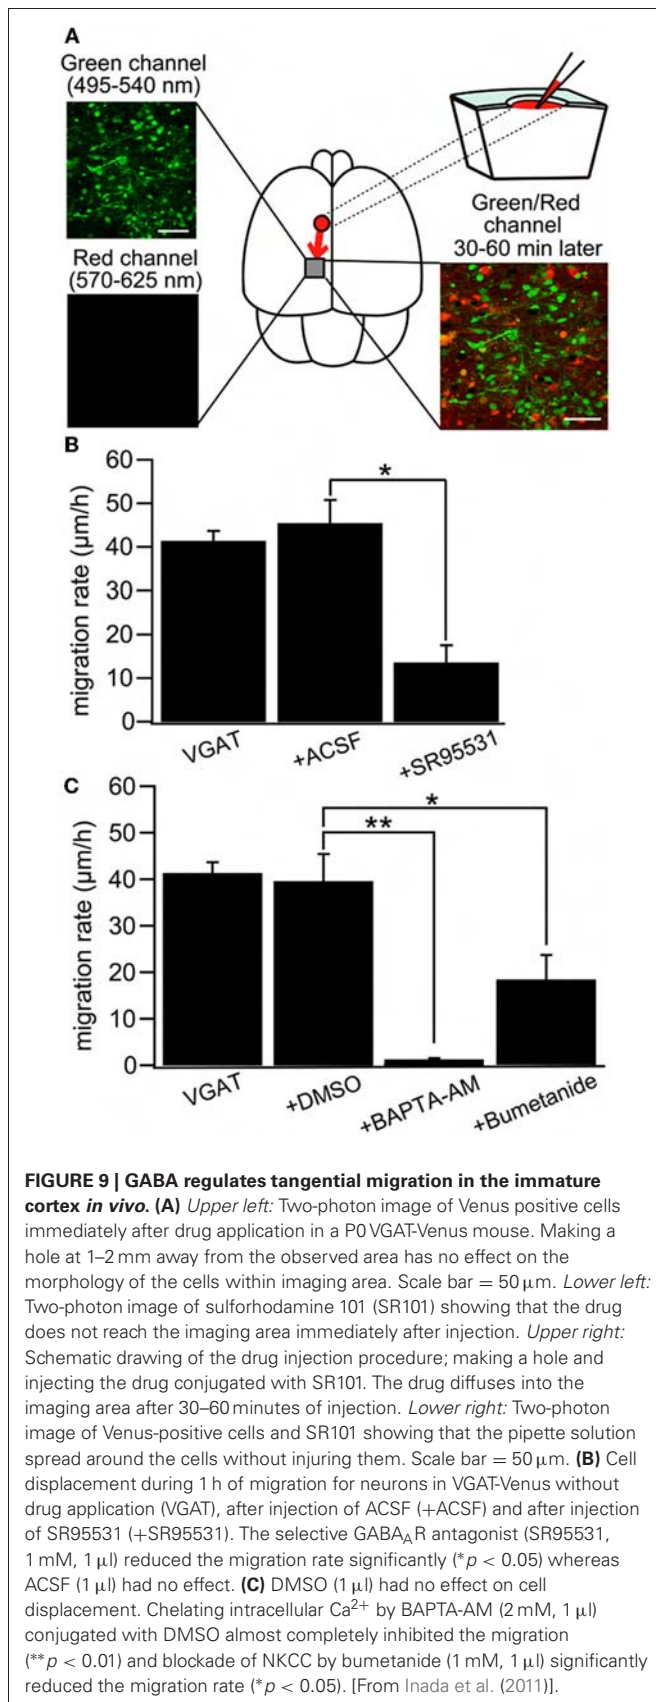 A
Green channel
(495-540 nm)
Red channel
(570-625 nm)
Green/Red
channel
30-60 min later
B
migration rate (µm/h)
60
50
40
30
20
10
0
*
VGAT
+ACSF
+SR95531
C
migration rate (µm/h)
60
50
40
30
20
10
0
**
*
VGAT
+DMSO
+BAPTA-AM
+Bumetanide
FIGURE 9 | GABA regulates tangential migration in the immature
cortex in vivo. (A) Upper left: Two-photon image of Venus positive cells
immediately after drug application in a P0 VGAT-Venus mouse. Making a
hole at 1–2 mm away from the observed area has no effect on the
morphology of the cells within imaging area. Scale bar = 50 µm. Lower left:
Two-photon image of sulforhodamine 101 (SR101) showing that the drug
does not reach the imaging area immediately after injection. Upper right:
Schematic drawing of the drug injection procedure; making a hole and
injecting the drug conjugated with SR101. The drug diffuses into the
imaging area after 30–60 minutes of injection. Lower right: Two-photon
image of Venus-positive cells and SR101 showing that the pipette solution
spread around the cells without injuring them. Scale bar = 50 µm. (B) Cell
displacement during 1 h of migration for neurons in VGAT-Venus without
drug application (VGAT), after injection of ACSF (+ACSF) and after injection
of SR95531 (+SR95531). The selective GABA_AR antagonist (SR95531,
1 mM, 1 µl) reduced the migration rate significantly (*p < 0.05) whereas
ACSF (1 µl) had no effect. (C) DMSO (1 µl) had no effect on cell
displacement. Chelating intracellular Ca²⁺ by BAPTA-AM (2 mM, 1 µl)
conjugated with DMSO almost completely inhibited the migration
(**p < 0.01) and blockade of NKCC by bumetanide (1 mM, 1 µl) significantly
reduced the migration rate (*p < 0.05). [From Inada et al. (2011)].